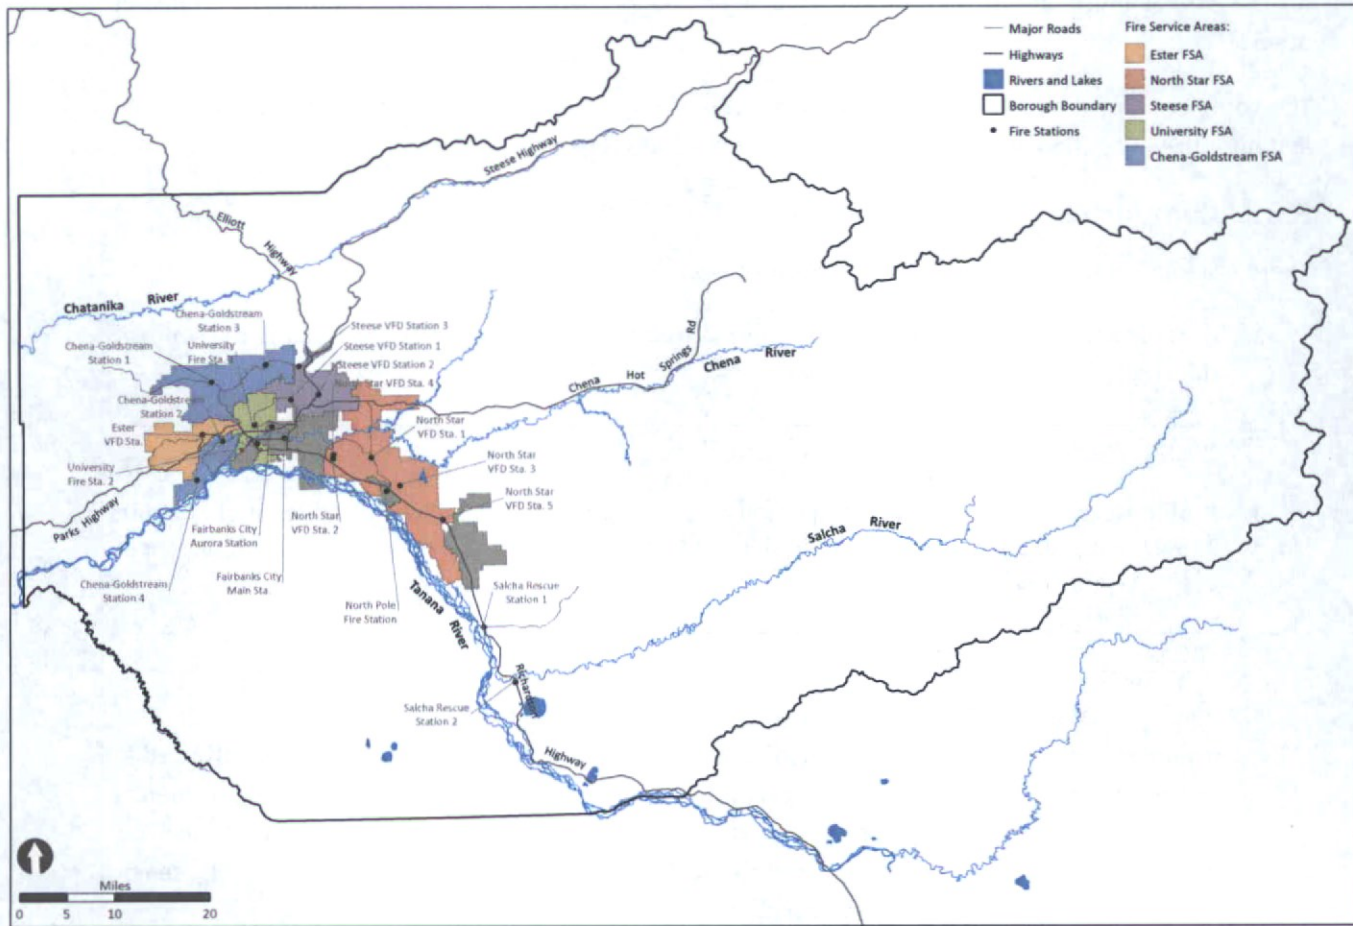 Major Roads
Highways
Rivers and Lakes
Borough Boundary
Fire Stations
Fire Service Areas:
Ester FSA
North Star FSA
Steese FSA
University FSA
Chena-Goldstream FSA
Steese Highway
Elliott
Highway
Chatanika River
Chena-Goldstream
Station 3
Chena-Goldstream
Station 1
University
Fire Sta.
Steese VFD Station 3
Steese VFD Station 1
Steese VFD Station 2
North Star VFD Sta. 4
Chena-Goldstream
Station 2
Chena Hot Springs Rd
Chena River
Ester
VFD Sta.
North Star
VFD Sta. 1
North Star
VFD Sta. 3
University
Fire Sta. 2
North Star
VFD Sta. 5
Parks Highway
Fairbanks City
Aurora Station
North Star
VFD Sta. 2
Salcha River
Chena-Goldstream
Station 4
Fairbanks City
Main Sta
North Pole
Fire Station
Tanana
River
Salcha Rescue
Station 1
Salcha Rescue
Station 2
Richardson
Highway
Miles
0 5 10 20